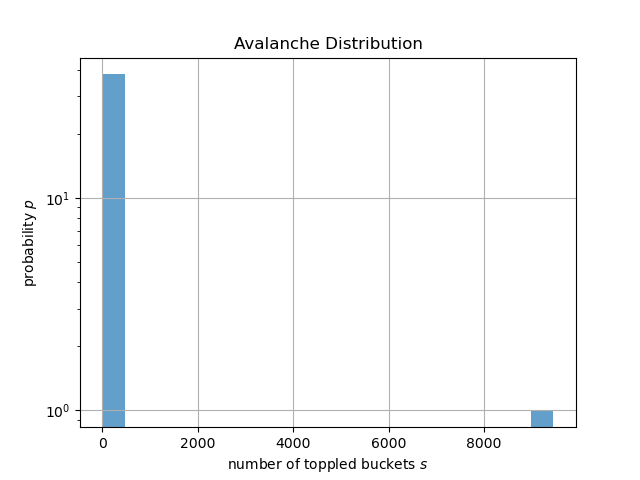 Avalanche Distribution
probability p
10¹
10⁰
0 2000 4000 6000 8000
number of toppled buckets s